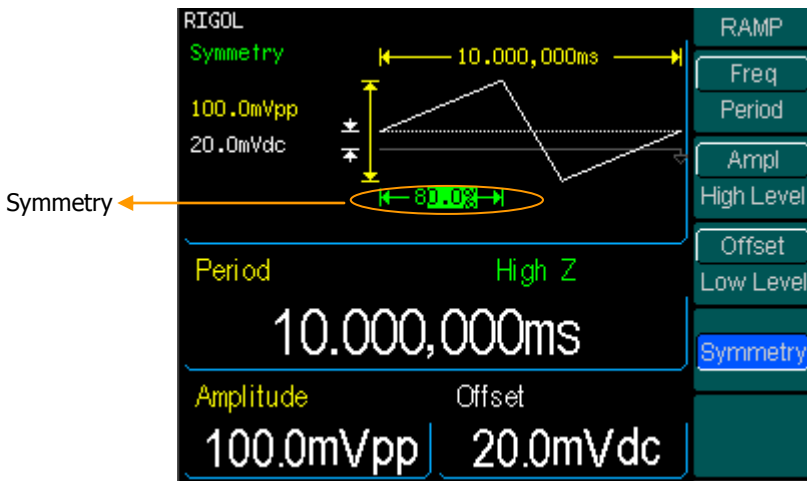 RIGOL
RAMP
Symmetry
10.000,000ms
Freq
Period
100.0mVpp
20.0mVdc
Ampl
High Level
Symmetry
80.0%
Offset
Low Level
Period
High Z
10.000,000ms
Symmetry
Amplitude
Offset
100.0mVpp
20.0mVdc